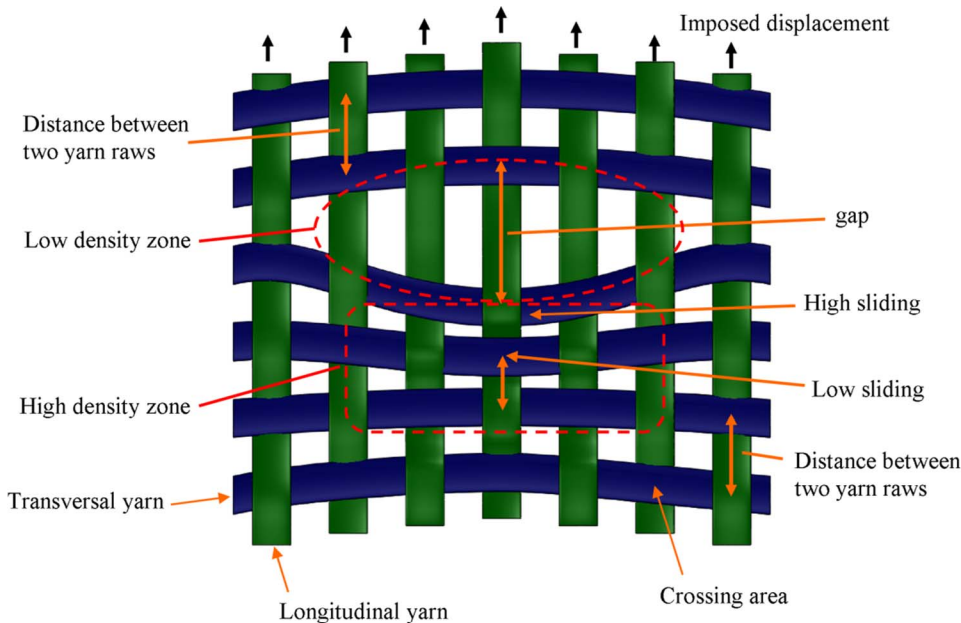 Imposed displacement
Distance between
two yarn raws
gap
Low density zone
High sliding
Low sliding
High density zone
Distance between
two yarn raws
Transversal yarn
Crossing area
Longitudinal yarn